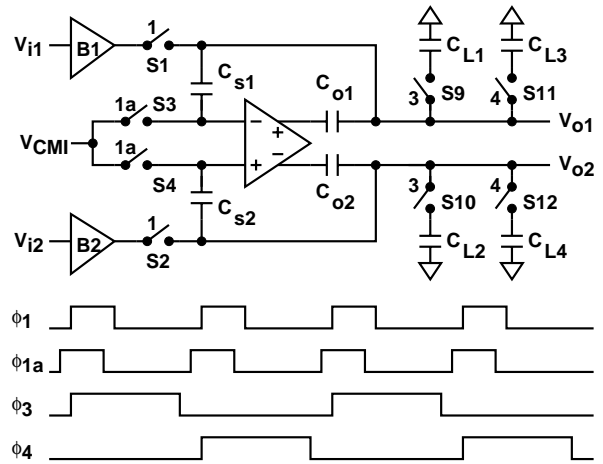 1
V_i1 B1 S1 C_s1
C_L1 C_L3
1a S3 C_o1 3 S9 4 S11
V_CMI − + V_o1
1a S4 + − C_o2 V_o2
1 C_s2 3 S10 4 S12
V_i2 B2 S2 C_L2 C_L4
ϕ1
ϕ1a
ϕ3
ϕ4